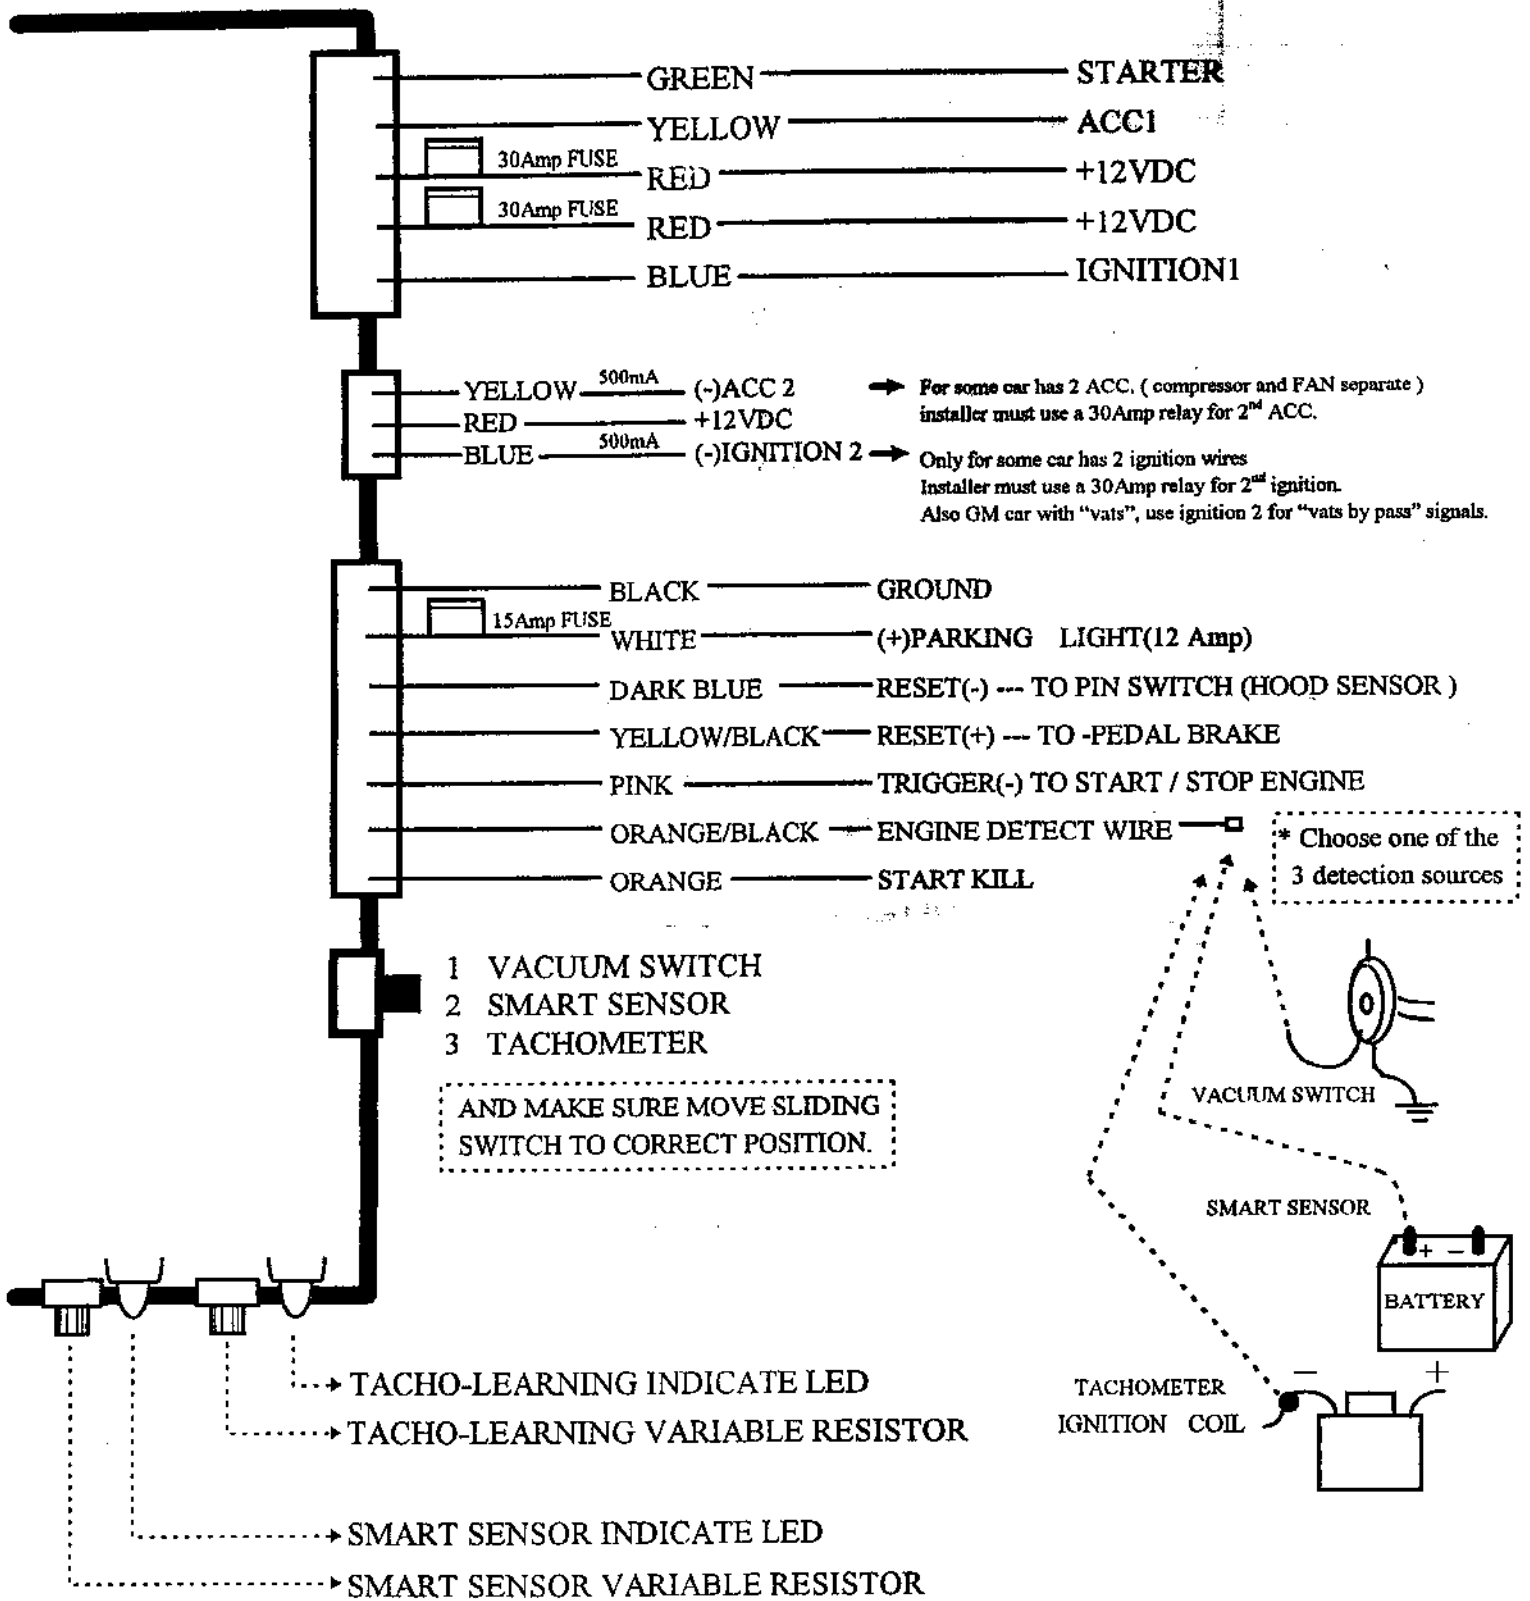 GREEN STARTER
YELLOW ACC1
30Amp FUSE RED +12VDC
30Amp FUSE RED +12VDC
BLUE IGNITION1
YELLOW 500mA (-)ACC 2 For some car has 2 ACC. ( compressor and FAN separate )
installer must use a 30Amp relay for 2nd ACC.
RED +12VDC
BLUE 500mA (-)IGNITION 2 Only for some car has 2 ignition wires
Installer must use a 30Amp relay for 2nd ignition.
Also GM car with “vats”, use ignition 2 for “vats by pass” signals.
BLACK GROUND
15Amp FUSE WHITE (+)PARKING LIGHT(12 Amp)
DARK BLUE RESET(-) --- TO PIN SWITCH (HOOD SENSOR )
YELLOW/BLACK RESET(+) --- TO -PEDAL BRAKE
PINK TRIGGER(-) TO START / STOP ENGINE
ORANGE/BLACK ENGINE DETECT WIRE
* Choose one of the
3 detection sources
ORANGE START KILL
1 VACUUM SWITCH
2 SMART SENSOR
3 TACHOMETER
AND MAKE SURE MOVE SLIDING
SWITCH TO CORRECT POSITION.
VACUUM SWITCH
SMART SENSOR
+ −
BATTERY
− +
TACHOMETER
IGNITION COIL
TACHO-LEARNING INDICATE LED
TACHO-LEARNING VARIABLE RESISTOR
SMART SENSOR INDICATE LED
SMART SENSOR VARIABLE RESISTOR